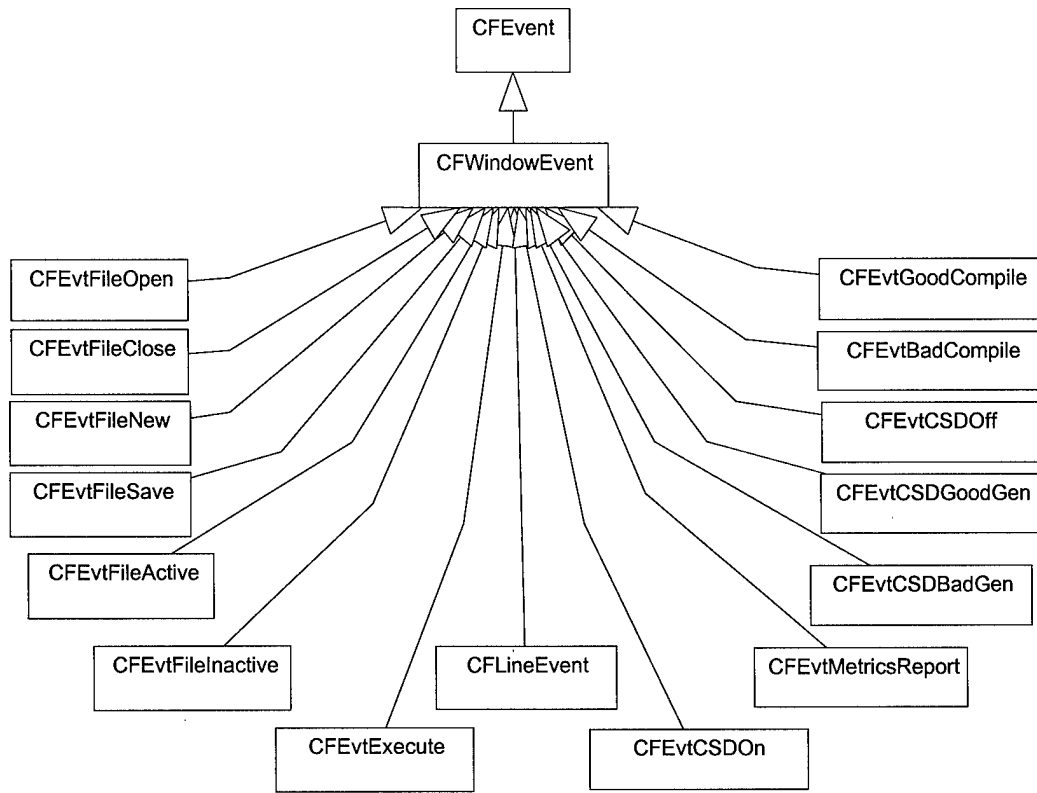 CFEvent
CFWindowEvent
CFEvtFileOpen
CFEvtGoodCompile
CFEvtFileClose
CFEvtBadCompile
CFEvtFileNew
CFEvtCSDOff
CFEvtFileSave
CFEvtCSDGoodGen
CFEvtFileActive
CFEvtCSDBadGen
CFEvtFileInactive
CFLineEvent
CFEvtMetricsReport
CFEvtExecute
CFEvtCSDOn